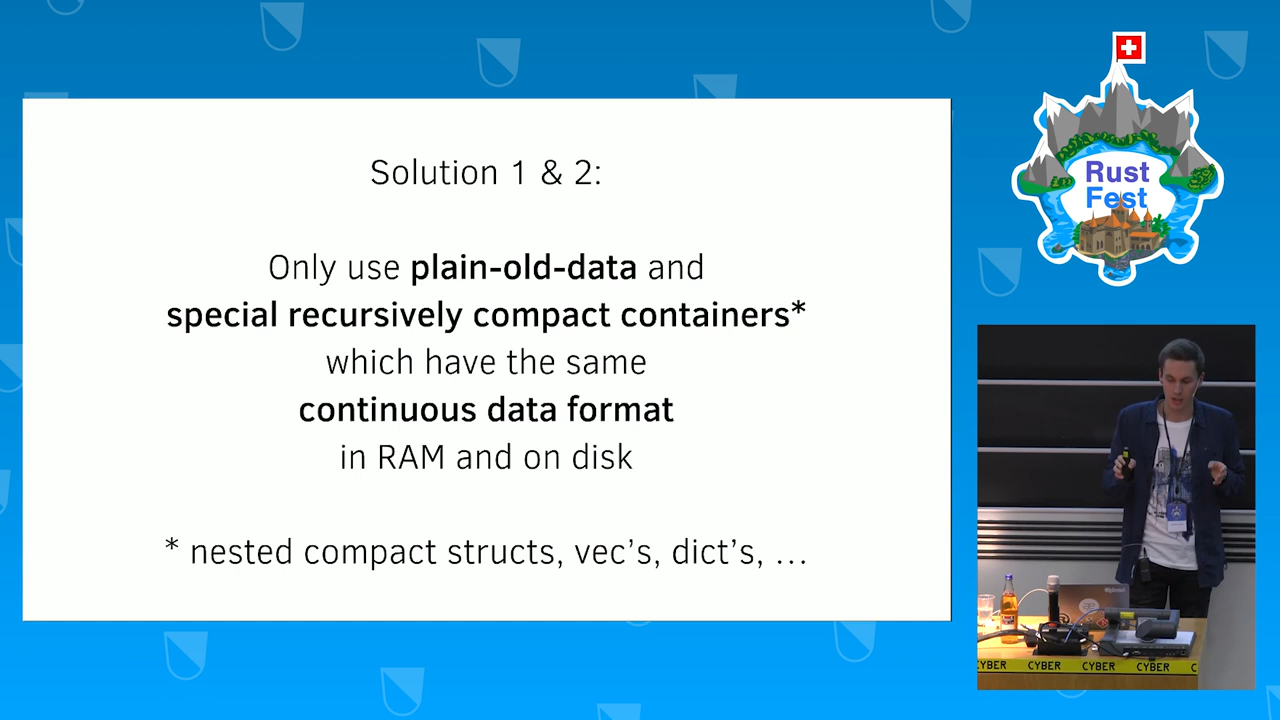 Solution 1 & 2:
Only use plain-old-data and
special recursively compact containers*
which have the same
continuous data format
in RAM and on disk
* nested compact structs, vec's, dict's, …
Rust
Fest
CYBER CYBER CYBER CYBER C